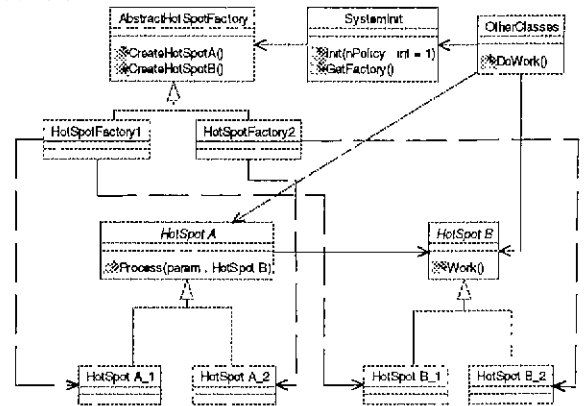 AbstractHotSpotFactory
CreateHotSpotA()
CreateHotSpotB()
SystemInit
Init(nPolicy : int = 1)
GetFactory()
OtherClasses
DoWork()
HotSpotFactory1
HotSpotFactory2
HotSpot A
Process(param : HotSpot B)
HotSpot B
Work()
HotSpot A_1
HotSpot A_2
HotSpot B_1
HotSpot B_2